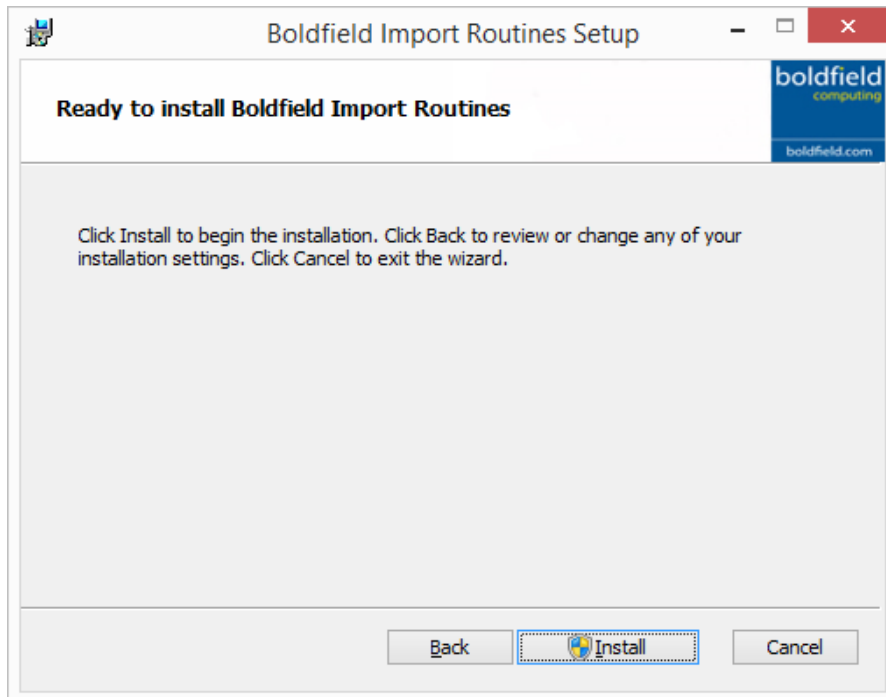 Boldfield Import Routines Setup
boldfield
computing
boldfield.com
Ready to install Boldfield Import Routines
Click Install to begin the installation. Click Back to review or change any of your
installation settings. Click Cancel to exit the wizard.
Back Install Cancel